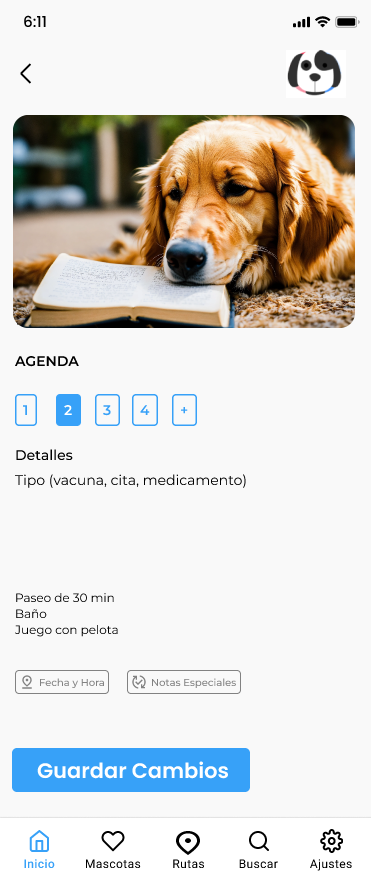 6:11
AGENDA
1 2 3 4 +
Detalles
Tipo (vacuna, cita, medicamento)
Paseo de 30 min
Baño
Juego con pelota
Fecha y Hora Notas Especiales
Guardar Cambios
Inicio Mascotas Rutas Buscar Ajustes